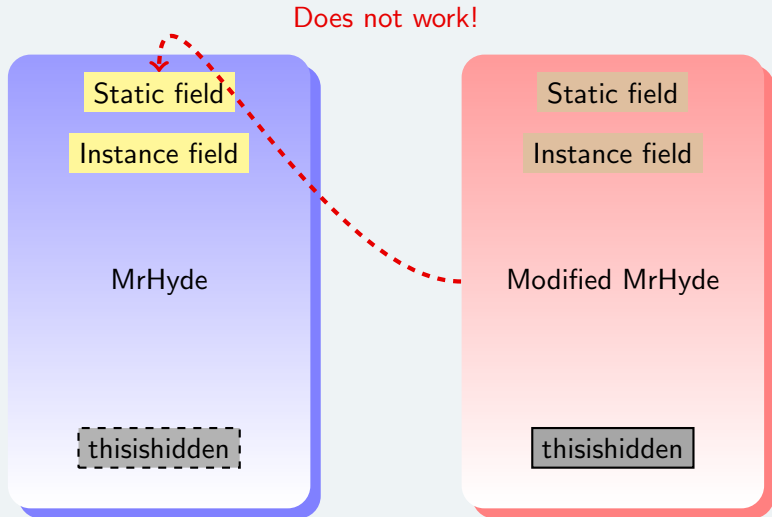 Does not work!
Static field
Instance field
MrHyde
thisishidden
Static field
Instance field
Modified MrHyde
thisishidden